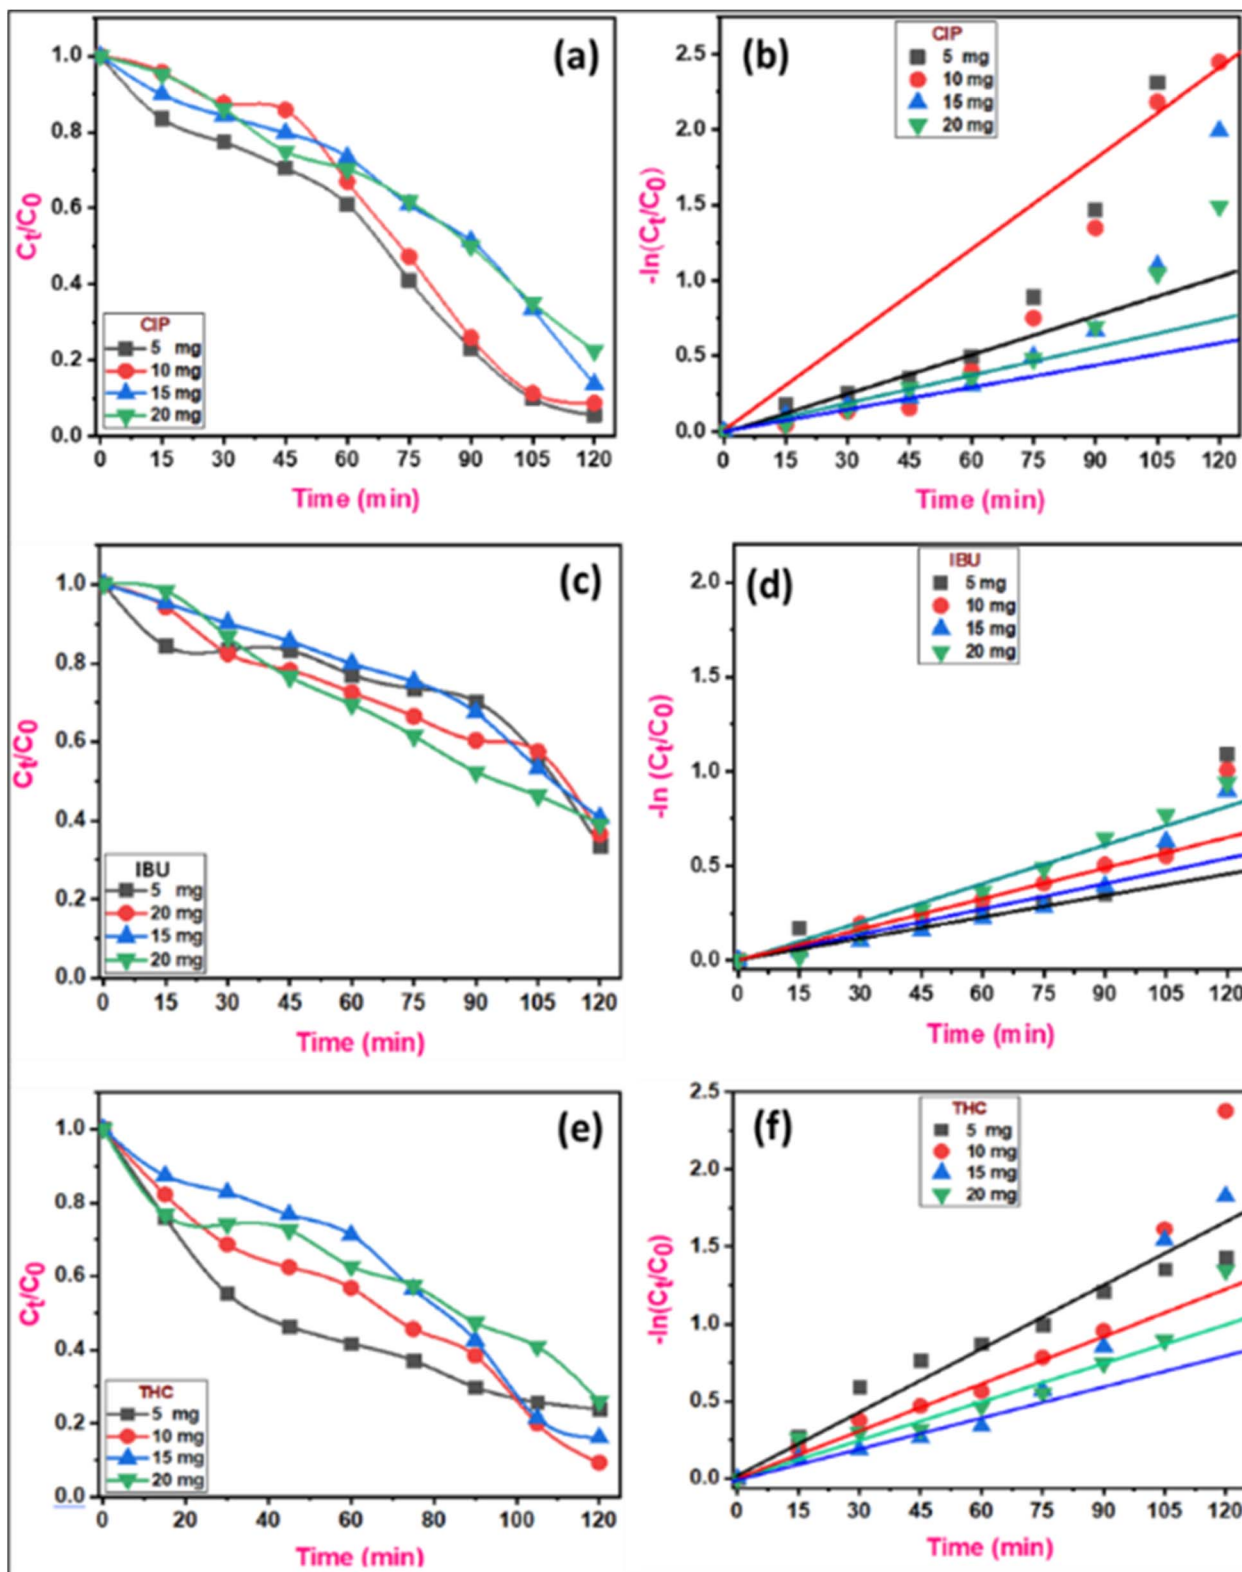 (a)
1.0
0.8
0.6
0.4
0.2
0.0
Ct/C0
CIP
5 mg
10 mg
15 mg
20 mg
0 15 30 45 60 75 90 105 120
Time (min)
(b)
2.5
2.0
1.5
1.0
0.5
0.0
-ln(Ct/C0)
CIP
5 mg
10 mg
15 mg
20 mg
0 15 30 45 60 75 90 105 120
Time (min)
(c)
1.0
0.8
0.6
0.4
0.2
0.0
Ct/C0
IBU
5 mg
20 mg
15 mg
20 mg
0 15 30 45 60 75 90 105 120
Time (min)
(d)
2.0
1.5
1.0
0.5
0.0
-ln (Ct/C0)
IBU
5 mg
10 mg
15 mg
20 mg
0 15 30 45 60 75 90 105 120
Time (min)
(e)
1.0
0.8
0.6
0.4
0.2
0.0
Ct/C0
THC
5 mg
10 mg
15 mg
20 mg
0 20 40 60 80 100 120
Time (min)
(f)
2.5
2.0
1.5
1.0
0.5
0.0
-ln(Ct/C0)
THC
5 mg
10 mg
15 mg
20 mg
0 15 30 45 60 75 90 105 120
Time (min)